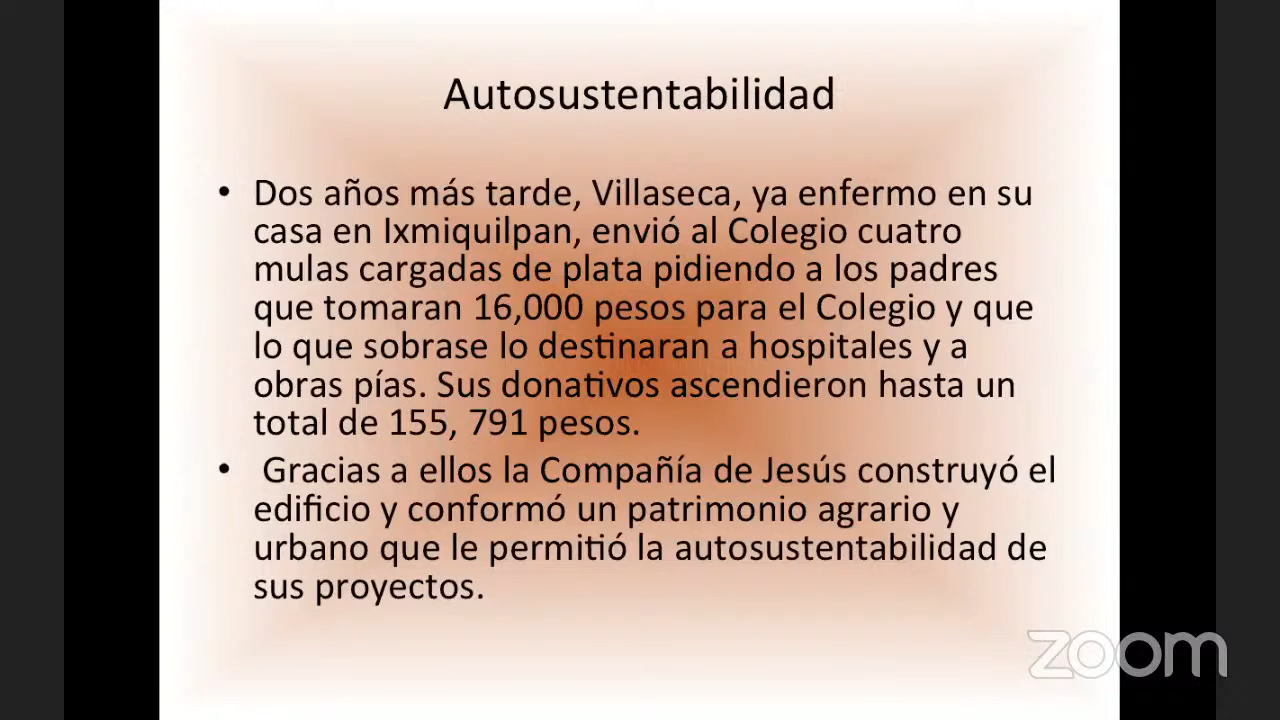 Autosustentabilidad
• Dos años más tarde, Villaseca, ya enfermo en su
casa en Ixmiquilpan, envió al Colegio cuatro
mulas cargadas de plata pidiendo a los padres
que tomaran 16,000 pesos para el Colegio y que
lo que sobrase lo destinaran a hospitales y a
obras pías. Sus donativos ascendieron hasta un
total de 155, 791 pesos.
• Gracias a ellos la Compañía de Jesús construyó el
edificio y conformó un patrimonio agrario y
urbano que le permitió la autosustentabilidad de
sus proyectos.
zoom